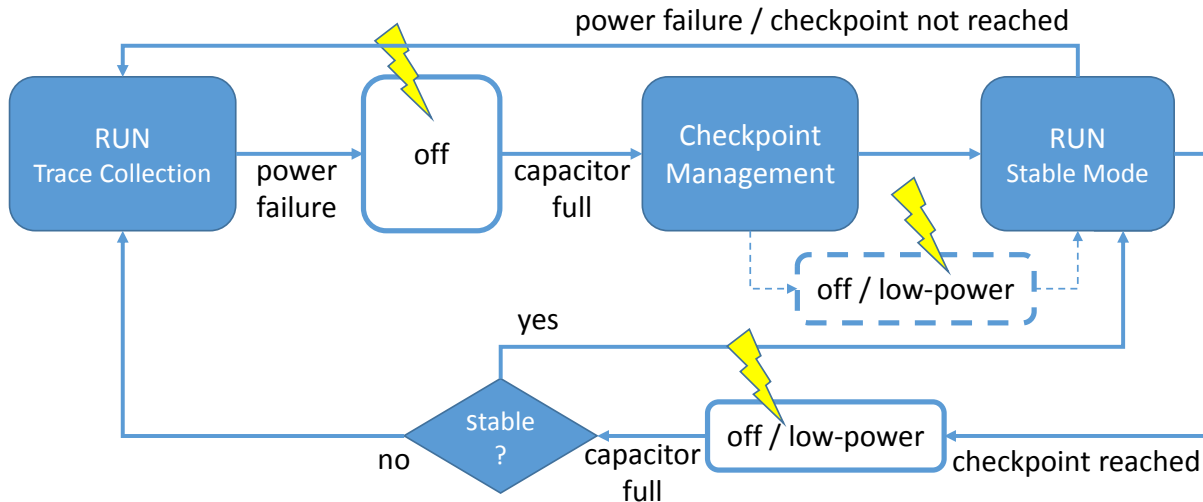 power failure / checkpoint not reached
RUN
Trace Collection
power
failure
off
capacitor
full
Checkpoint
Management
RUN
Stable Mode
off / low-power
yes
Stable
?
no
capacitor
full
off / low-power
checkpoint reached